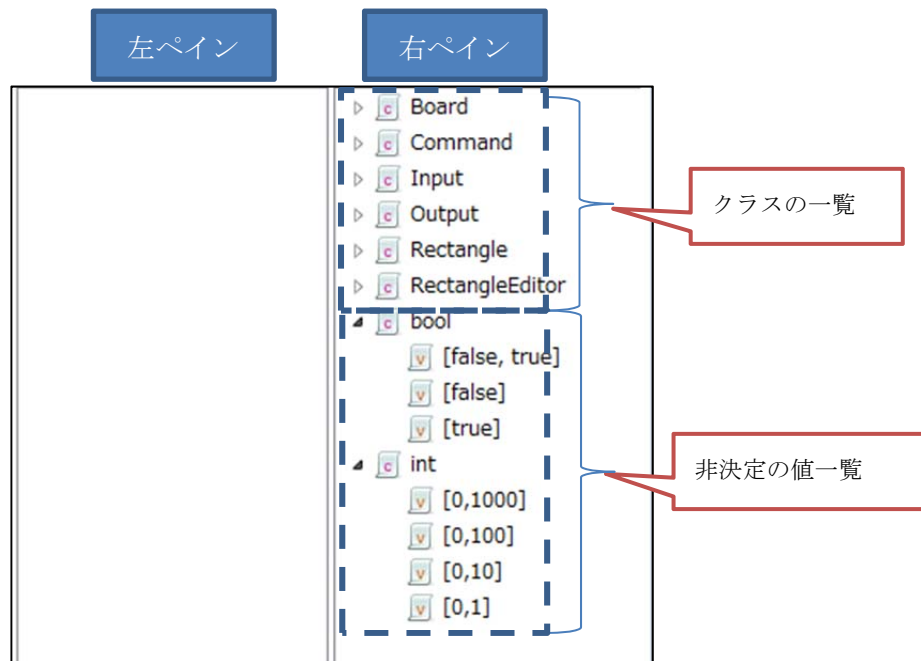 左ペイン
右ペイン
Board
Command
Input
Output
Rectangle
RectangleEditor
クラスの一覧
bool
[false, true]
[false]
[true]
int
[0,1000]
[0,100]
[0,10]
[0,1]
非決定の値一覧